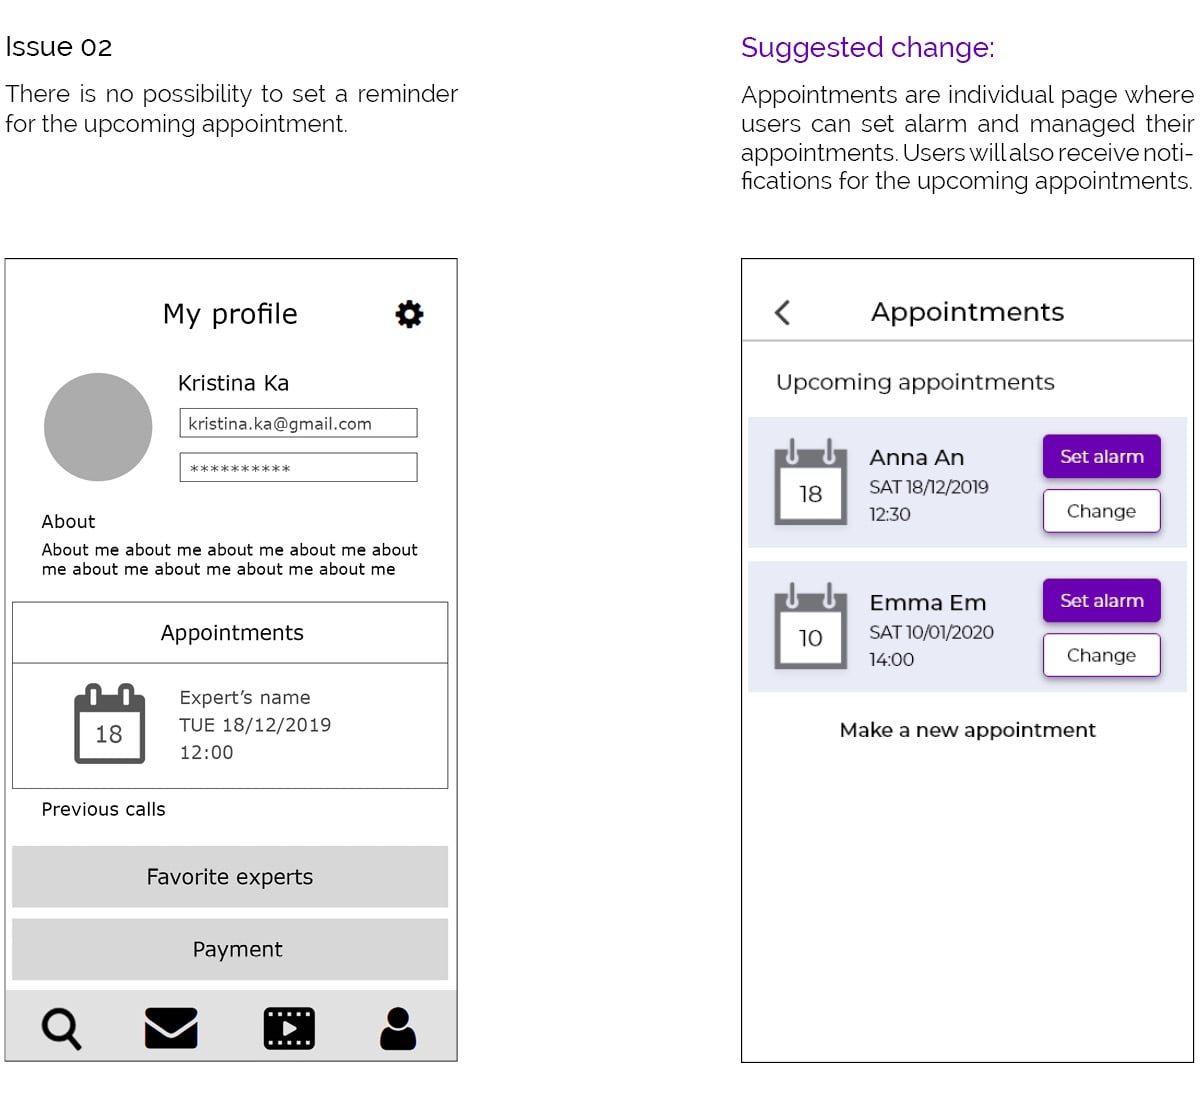 Issue 02
There is no possibility to set a reminder
for the upcoming appointment.
Suggested change:
Appointments are individual page where
users can set alarm and managed their
appointments. Users will also receive noti-
fications for the upcoming appointments.
My profile
Kristina Ka
kristina.ka@gmail.com
**********
About
About me about me about me about me about
me about me about me about me about me
Appointments
18
Expert's name
TUE 18/12/2019
12:00
Previous calls
Favorite experts
Payment
Appointments
Upcoming appointments
18
Anna An
SAT 18/12/2019
12:30
Set alarm
Change
10
Emma Em
SAT 10/01/2020
14:00
Set alarm
Change
Make a new appointment